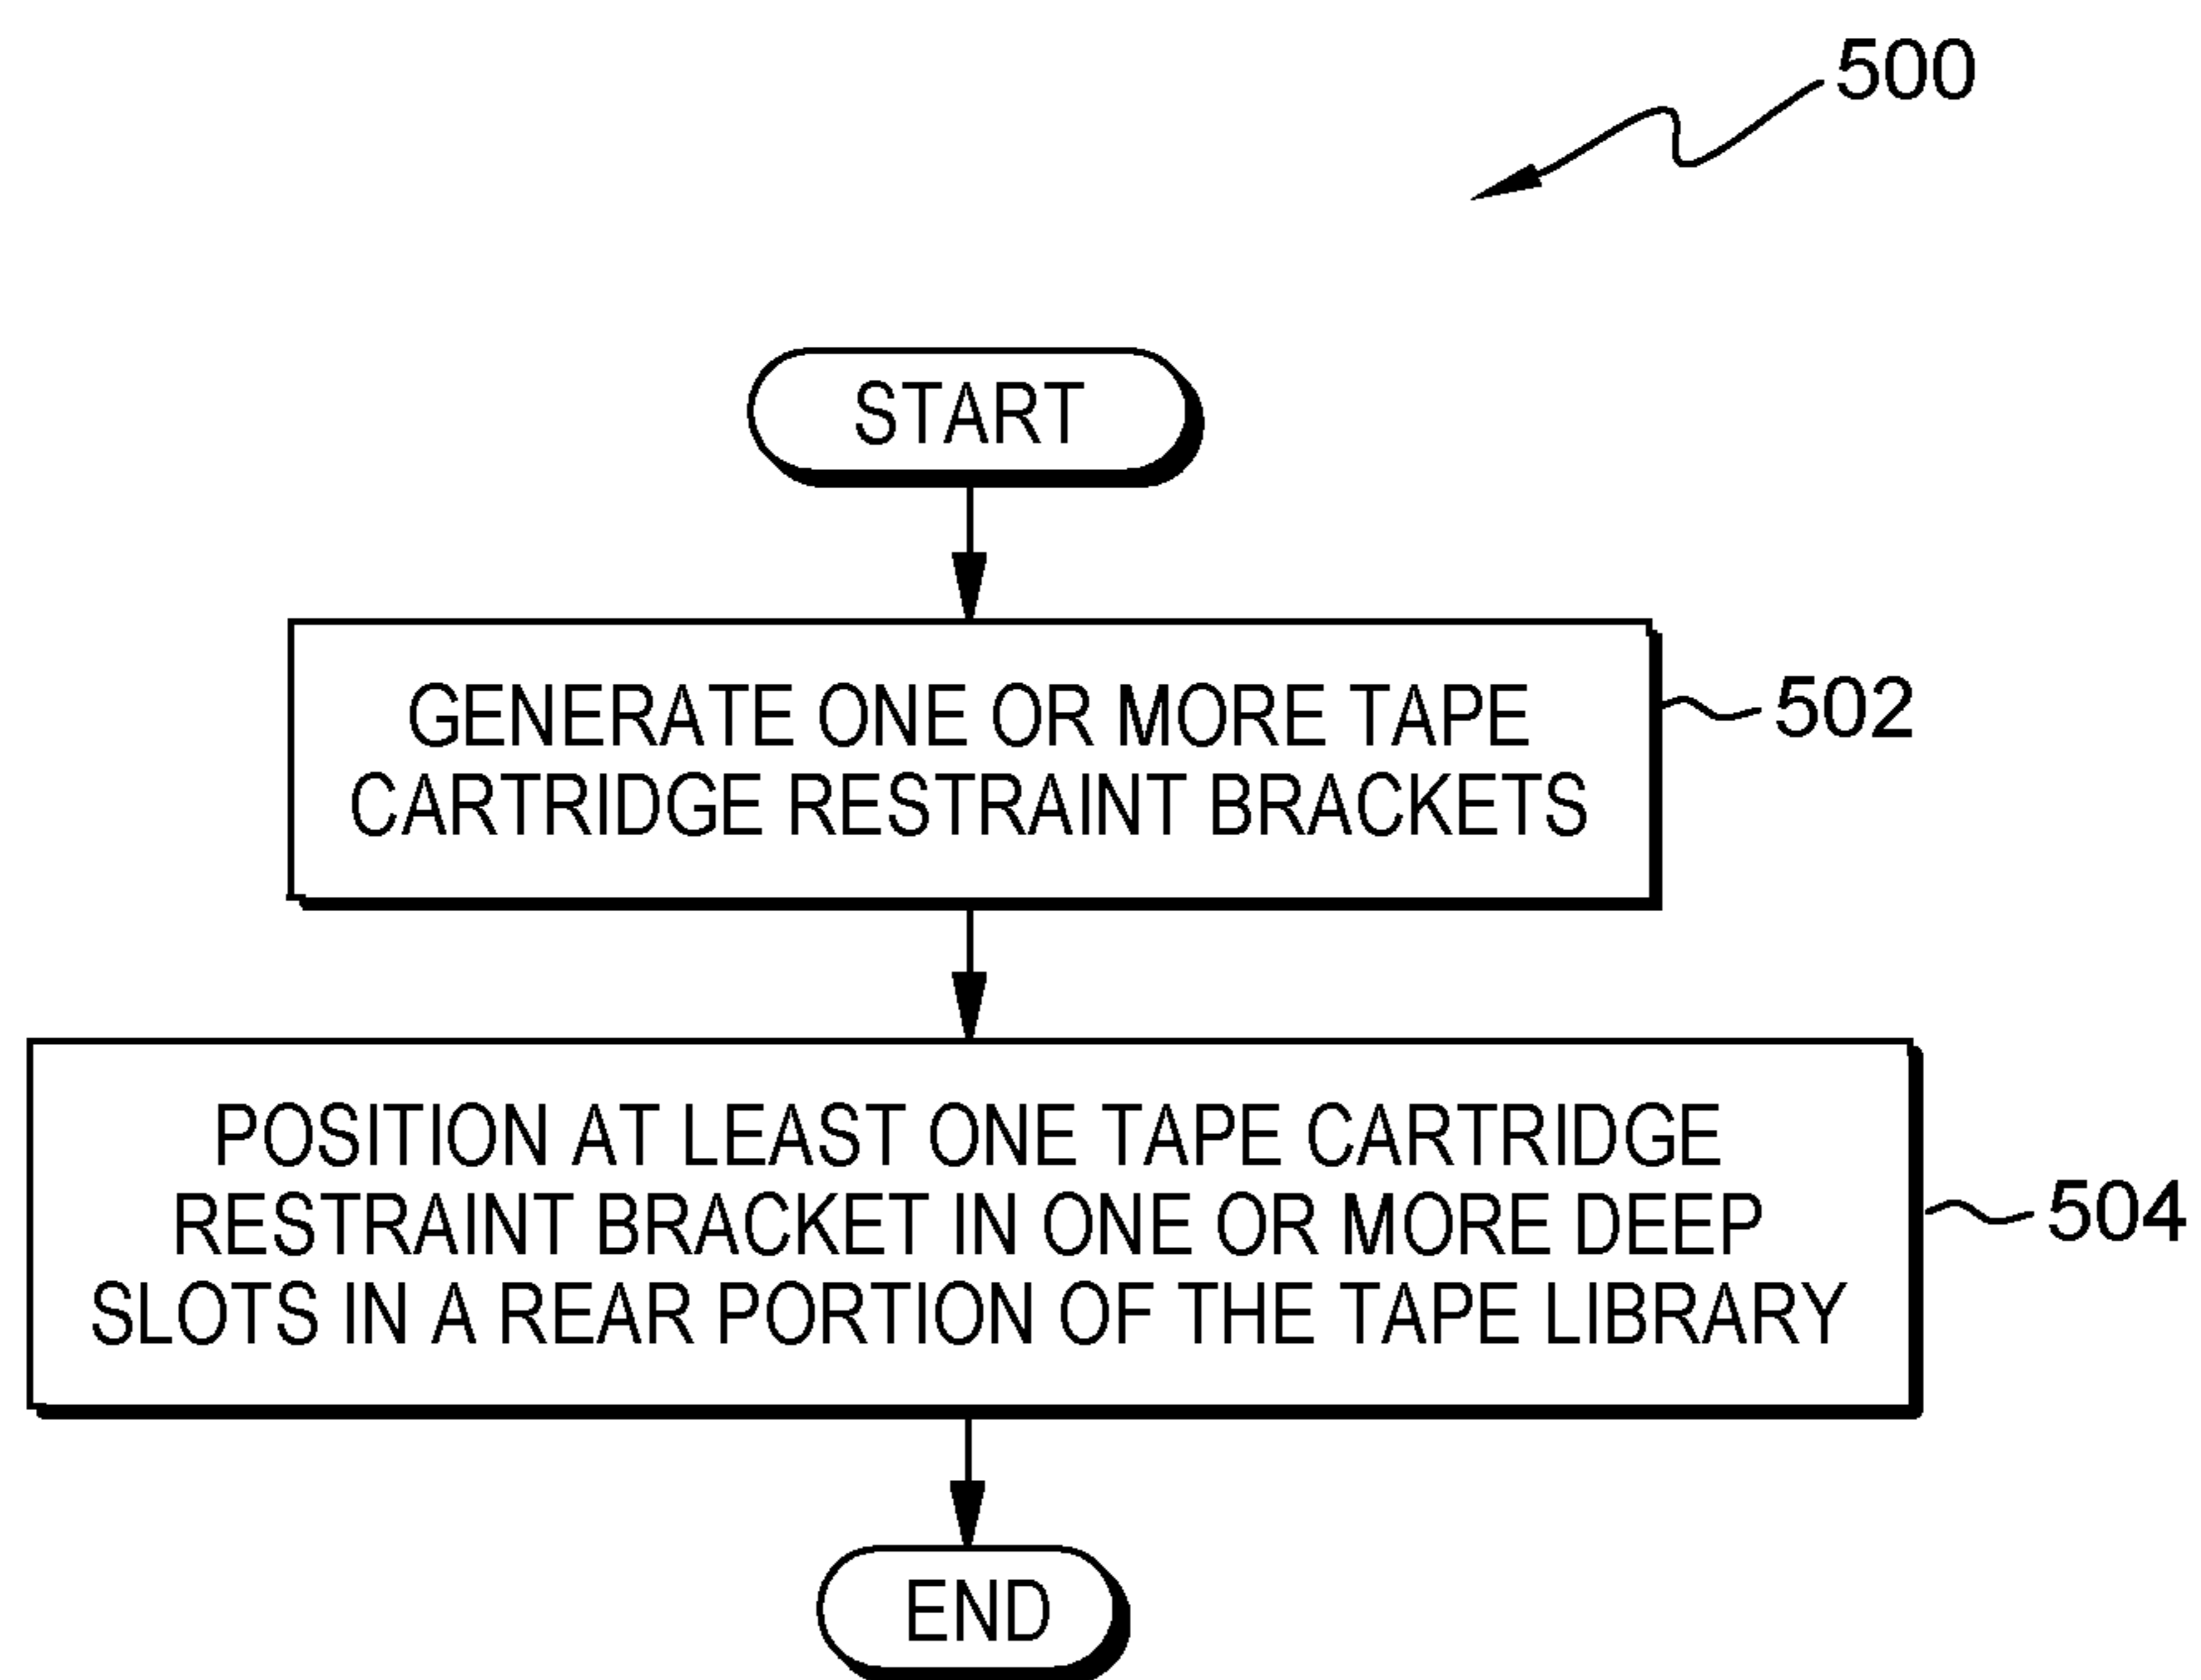 500
START
GENERATE ONE OR MORE TAPE
CARTRIDGE RESTRAINT BRACKETS
502
POSITION AT LEAST ONE TAPE CARTRIDGE
RESTRAINT BRACKET IN ONE OR MORE DEEP
SLOTS IN A REAR PORTION OF THE TAPE LIBRARY
504
END